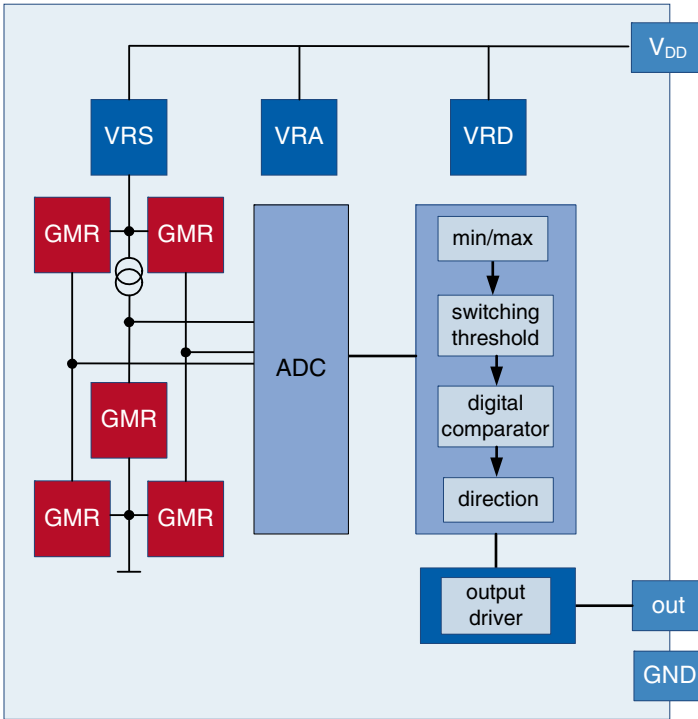 V_DD
VRS
VRA
VRD
GMR
GMR
min/max
switching
threshold
ADC
GMR
digital
comparator
GMR
GMR
direction
output
driver
out
GND